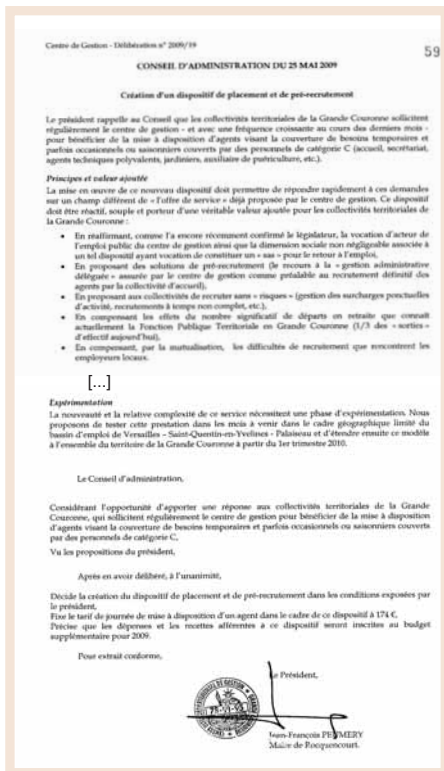 Centre de Gestion - Délibération n° 2009/19
59
CONSEIL D'ADMINISTRATION DU 25 MAI 2009
Création d'un dispositif de placement et de pré-recrutement
Le président rappelle au Conseil que les collectivités territoriales de la Grande Couronne sollicitent
régulièrement le centre de gestion - et avec une fréquence croissante au cours des derniers mois -
pour bénéficier de la mise à disposition d'agents visant la couverture de besoins temporaires et
parfois occasionnels ou saisonniers couverts par des personnels de catégorie C (accueil, secrétariat,
agents techniques polyvalents, jardiniers, auxiliaire de puériculture, etc.).
Principes et valeur ajoutée
La mise en œuvre de ce nouveau dispositif doit permettre de répondre rapidement à ces demandes
sur un champ différent de « l'offre de service » déjà proposée par le centre de gestion. Ce dispositif
doit être réactif, souple et porteur d'une véritable valeur ajoutée pour les collectivités territoriales de
la Grande Couronne :
• En réaffirmant, comme l'a encore récemment confirmé le législateur, la vocation d'acteur de
l'emploi public du centre de gestion ainsi que la dimension sociale non négligeable associée à
un tel dispositif ayant vocation de constituer un « sas » pour le retour à l'emploi,
• En proposant des solutions de pré-recrutement (le recours à la « gestion administrative
déléguée » assurée par le centre de gestion comme préalable au recrutement définitif des
agents par la collectivité d'accueil),
• En proposant aux collectivités de recruter sans « risques » (gestion des surcharges ponctuelles
d'activité, recrutements à temps non complet, etc.),
• En compensant les effets du nombre significatif de départs en retraite que connaît
actuellement la Fonction Publique Territoriale en Grande Couronne (1/3 des « sorties »
d'effectif aujourd'hui),
• En compensant, par la mutualisation, les difficultés de recrutement que rencontrent les
employeurs locaux.
[...]
Expérimentation
La nouveauté et la relative complexité de ce service nécessitent une phase d'expérimentation. Nous
proposons de tester cette prestation dans les mois à venir dans le cadre géographique limité du
bassin d'emploi de Versailles - Saint-Quentin-en-Yvelines - Palaiseau et d'étendre ensuite ce modèle
à l'ensemble du territoire de la Grande Couronne à partir du 1er trimestre 2010.
Le Conseil d'administration,
Considérant l'opportunité d'apporter une réponse aux collectivités territoriales de la Grande
Couronne, qui sollicitent régulièrement le centre de gestion pour bénéficier de la mise à disposition
d'agents visant la couverture de besoins temporaires et parfois occasionnels ou saisonniers couverts
par des personnels de catégorie C,
Vu les propositions du président,
Après en avoir délibéré, à l'unanimité,
Décide la création du dispositif de placement et de pré-recrutement dans les conditions exposées par
le président,
Fixe le tarif de journée de mise à disposition d'un agent dans le cadre de ce dispositif à 174 €,
Précise que les dépenses et les recettes afférentes à ce dispositif seront inscrites au budget
supplémentaire pour 2009.
Pour extrait conforme,
Le Président,
Jean-François PEUMERY
Maire de Rocquencourt.